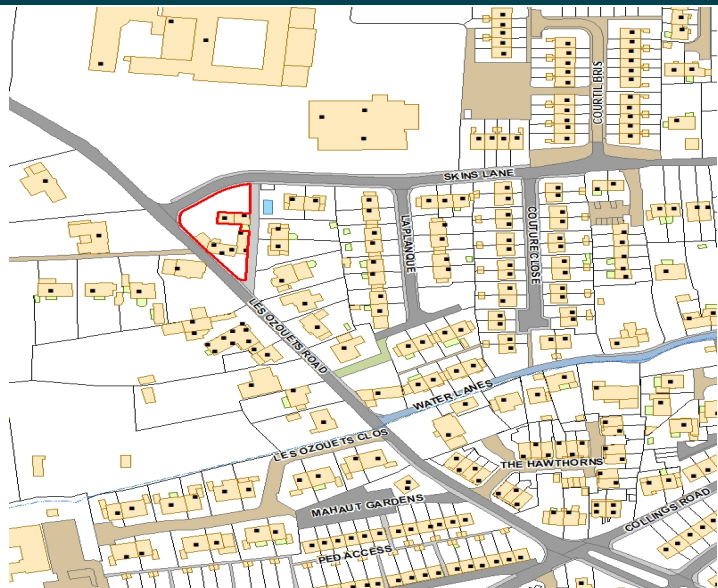 COURTIL BRIS
SKINS LANE
LA PLANQUE
COUTURE CLOSE
LES OZOUETS ROAD
WATER LANES
LES OZOUETS CLOS
THE HAWTHORNS
MAHAUT GARDENS
COLLINGS ROAD
PED ACCESS